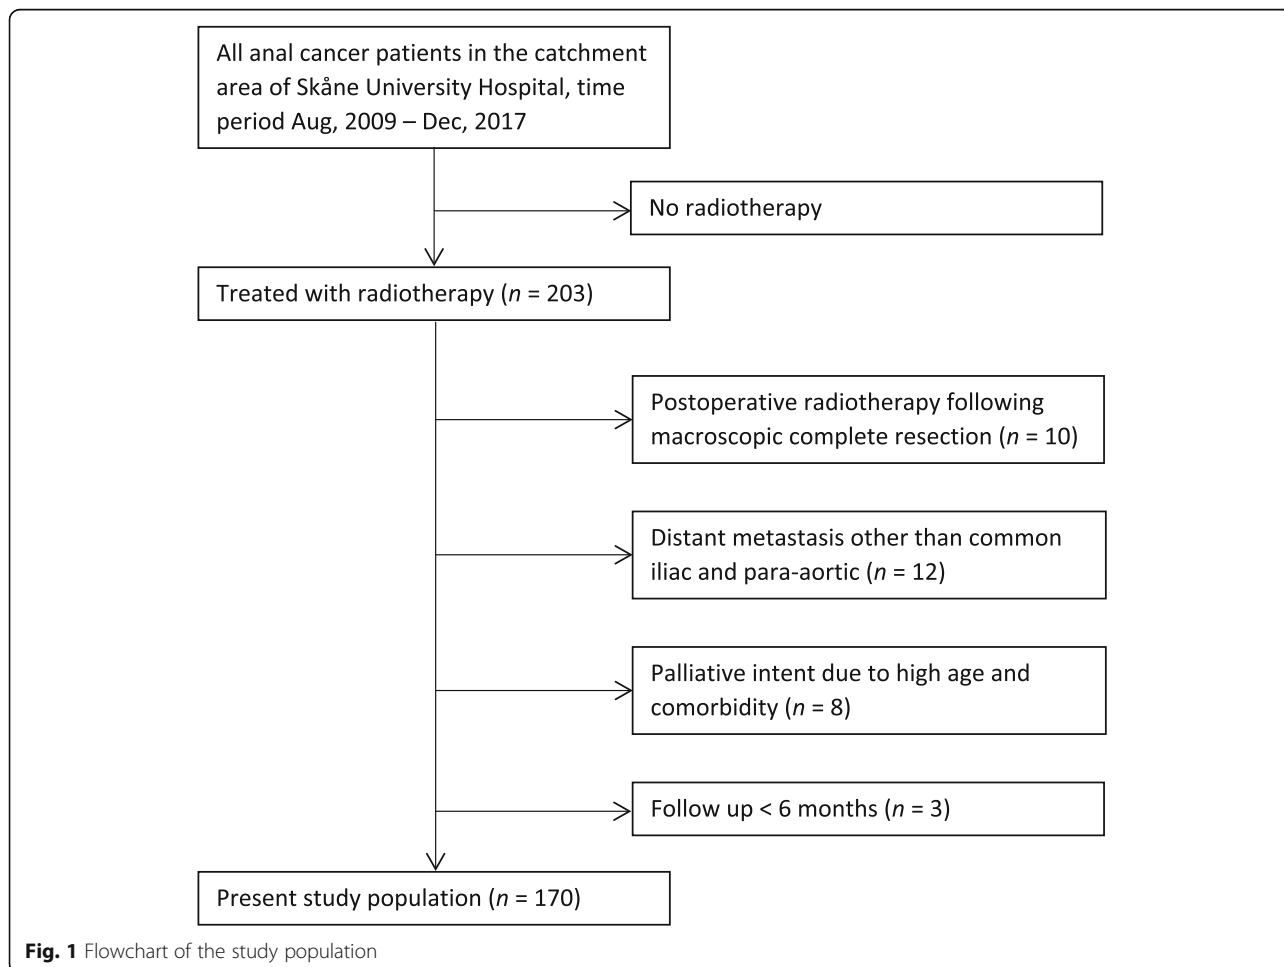 All anal cancer patients in the catchment
area of Skåne University Hospital, time
period Aug, 2009 – Dec, 2017
No radiotherapy
Treated with radiotherapy (n = 203)
Postoperative radiotherapy following
macroscopic complete resection (n = 10)
Distant metastasis other than common
iliac and para-aortic (n = 12)
Palliative intent due to high age and
comorbidity (n = 8)
Follow up < 6 months (n = 3)
Present study population (n = 170)
Fig. 1 Flowchart of the study population